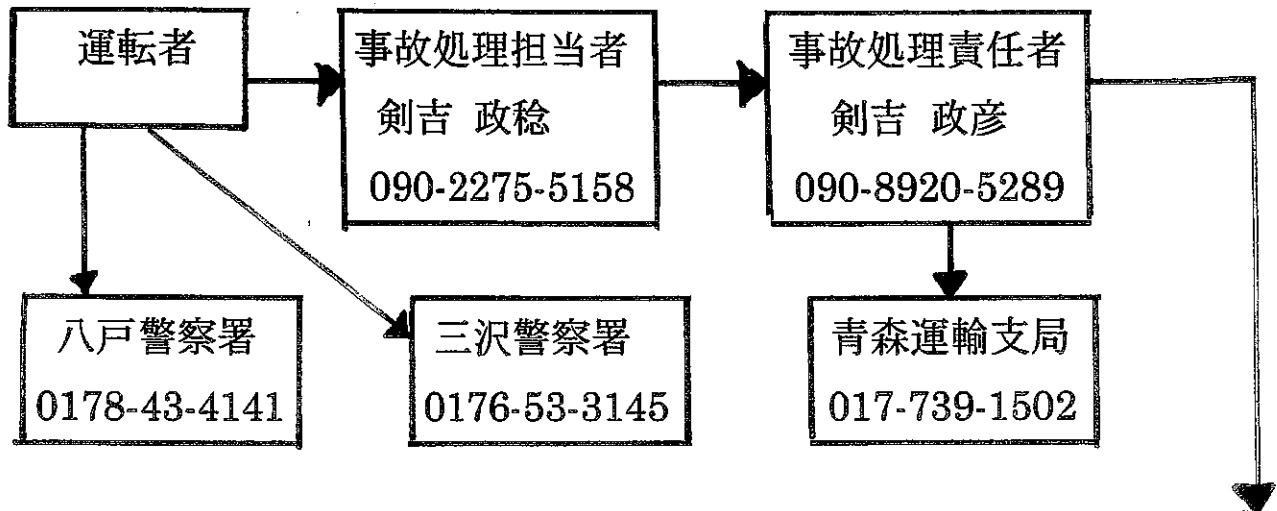 運転者
事故処理担当者
剣吉 政稔
090-2275-5158
事故処理責任者
剣吉 政彦
090-8920-5289
八戸警察署
0178-43-4141
三沢警察署
0176-53-3145
青森運輸支局
017-739-1502